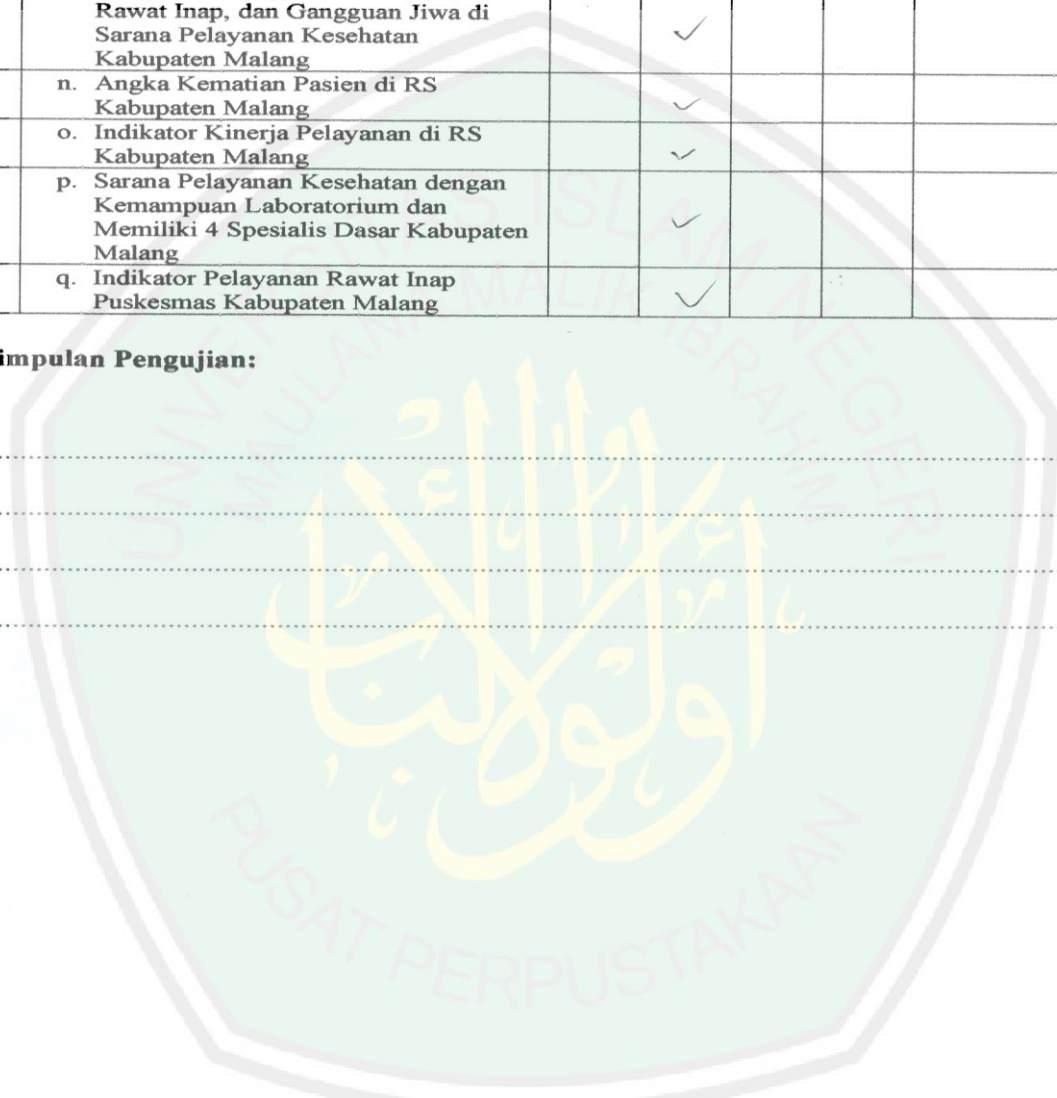 Rawat Inap, dan Gangguan Jiwa di
Sarana Pelayanan Kesehatan
Kabupaten Malang
✓
n. Angka Kematian Pasien di RS
Kabupaten Malang
✓
o. Indikator Kinerja Pelayanan di RS
Kabupaten Malang
✓
p. Sarana Pelayanan Kesehatan dengan
Kemampuan Laboratorium dan
Memiliki 4 Spesialis Dasar Kabupaten
Malang
✓
q. Indikator Pelayanan Rawat Inap
Puskesmas Kabupaten Malang
✓
impulan Pengujian:
UNIVERSITAS ISLAM NEGERI
MAULANA MALIK IBRAHIM
أولو الألباب
PUSAT PERPUSTAKAAN